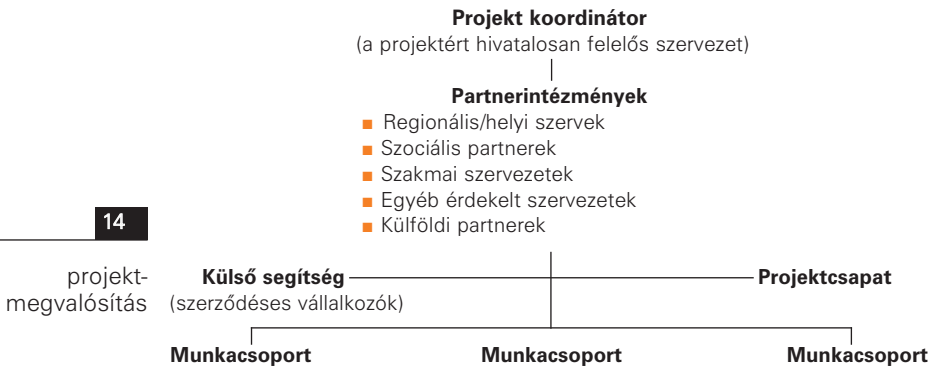 Projekt koordinátor
(a projektért hivatalosan felelős szervezet)
Partnerintézmények
■ Regionális/helyi szervek
■ Szociális partnerek
■ Szakmai szervezetek
■ Egyéb érdekelt szervezetek
■ Külföldi partnerek
14
projekt-
megvalósítás
Külső segítség
(szerződéses vállalkozók)
Projektcsapat
Munkacsoport
Munkacsoport
Munkacsoport